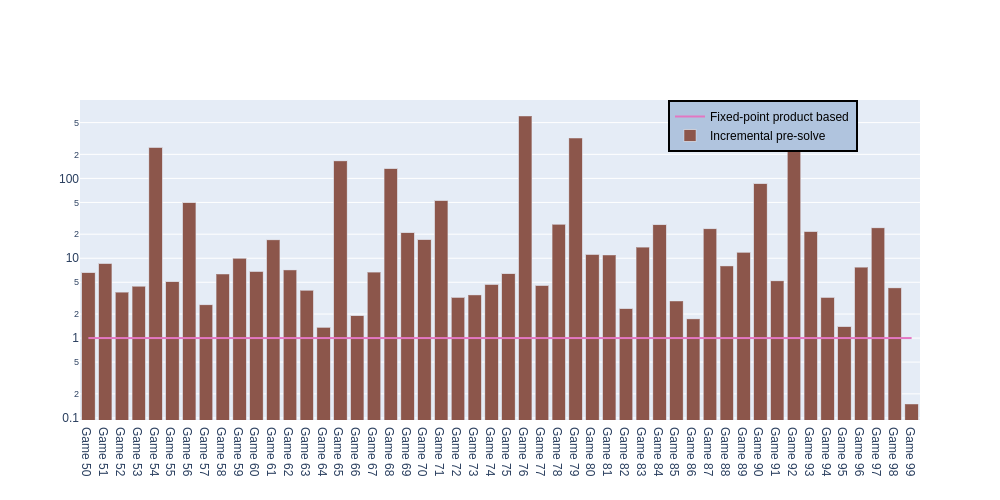 Fixed-point product based
Incremental pre-solve
5
2
100
5
2
10
5
2
1
5
2
0.1
Game 50
Game 51
Game 52
Game 53
Game 54
Game 55
Game 56
Game 57
Game 58
Game 59
Game 60
Game 61
Game 62
Game 63
Game 64
Game 65
Game 66
Game 67
Game 68
Game 69
Game 70
Game 71
Game 72
Game 73
Game 74
Game 75
Game 76
Game 77
Game 78
Game 79
Game 80
Game 81
Game 82
Game 83
Game 84
Game 85
Game 86
Game 87
Game 88
Game 89
Game 90
Game 91
Game 92
Game 93
Game 94
Game 95
Game 96
Game 97
Game 98
Game 99